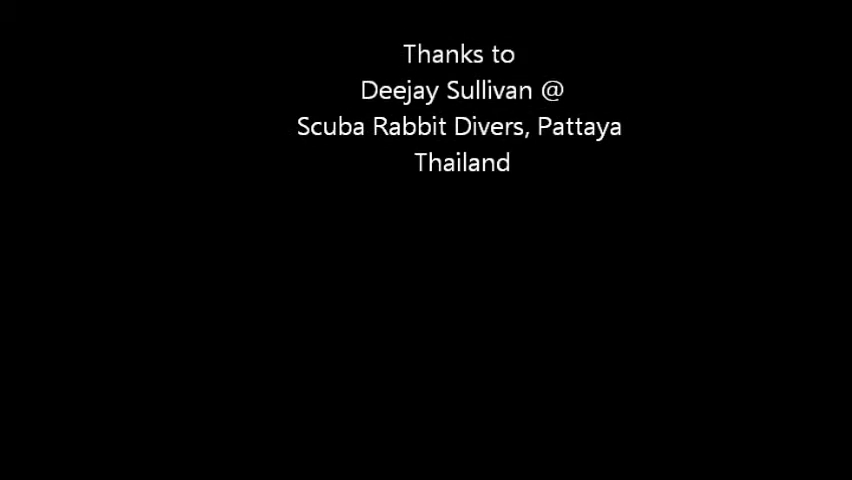 Thanks to
Deejay Sullivan @
Scuba Rabbit Divers, Pattaya
Thailand